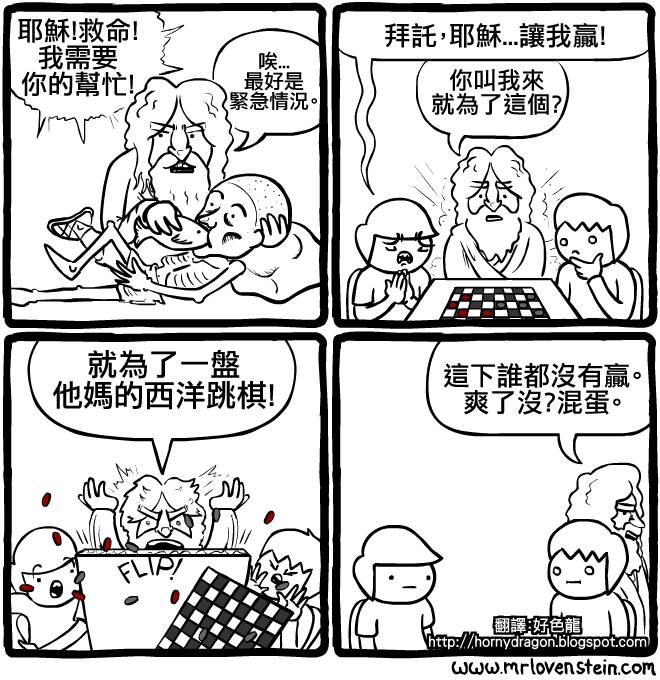 耶穌!救命!
我需要
你的幫忙!
唉...
最好是
緊急情況。
拜託,耶穌...讓我贏!
你叫我來
就為了這個?
就為了一盤
他媽的西洋跳棋!
FLIP!
這下誰都沒有贏。
爽了沒?混蛋。
翻譯:好色龍
http://hornydragon.blogspot.com
www.mrlovenstein.com